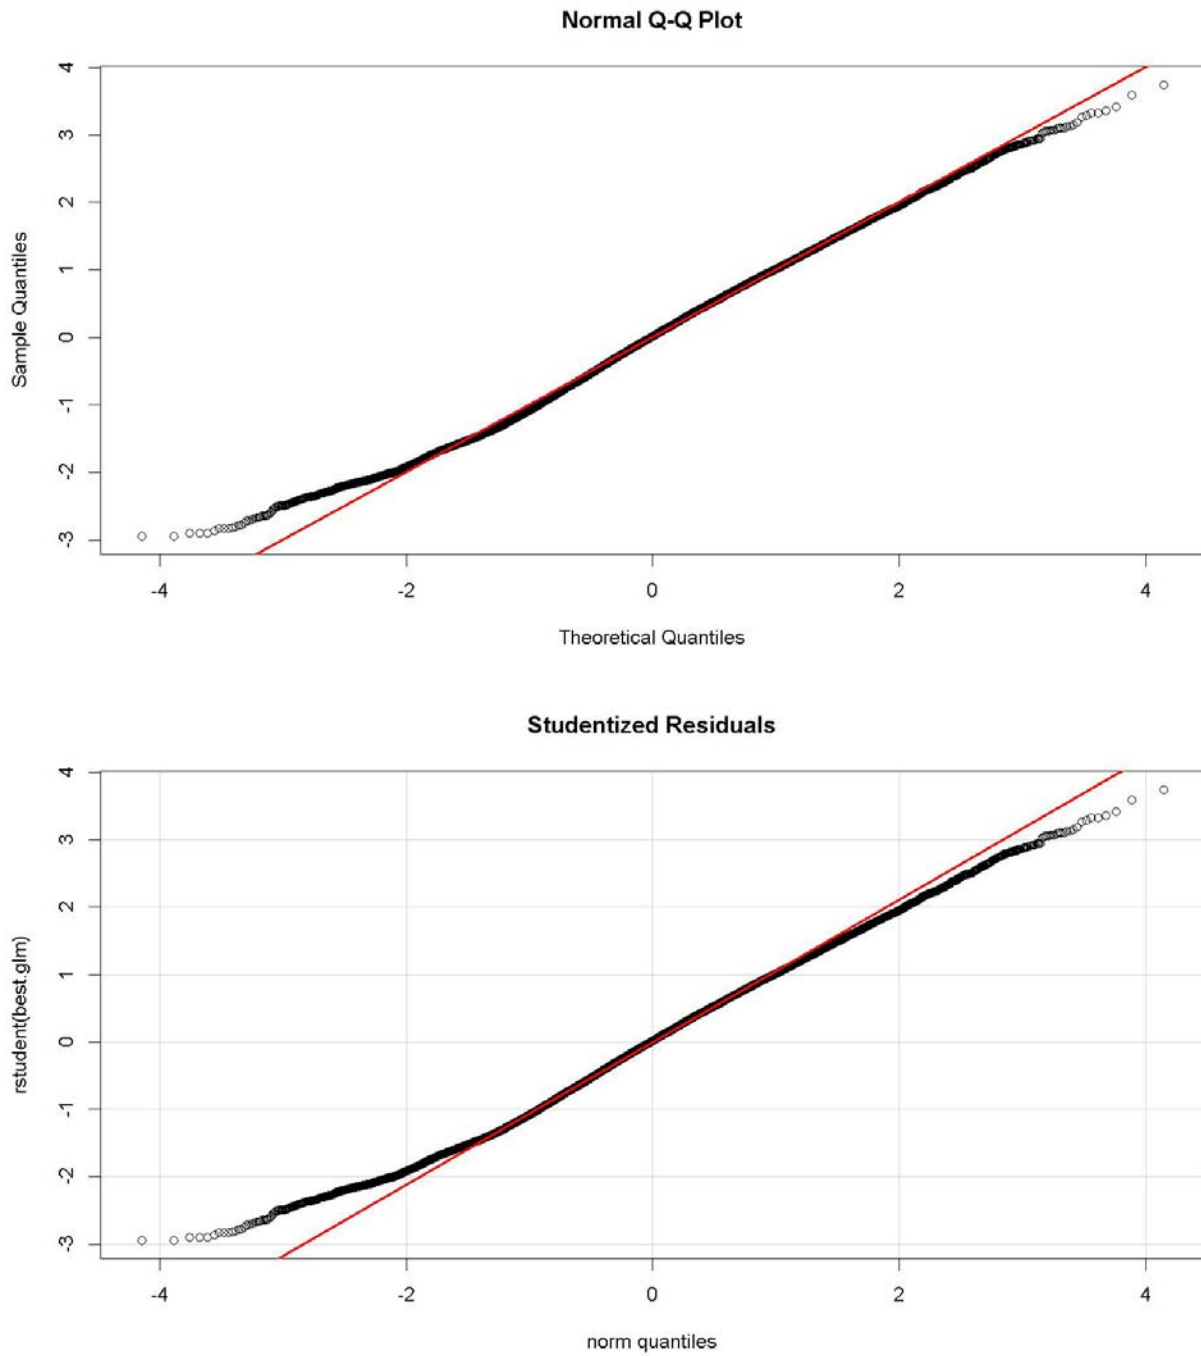 Normal Q-Q Plot
4
3
2
1
0
-1
-2
-3
Sample Quantiles
-4 -2 0 2 4
Theoretical Quantiles
Studentized Residuals
4
3
2
1
0
-1
-2
-3
rstudent(best.glm)
-4 -2 0 2 4
norm quantiles